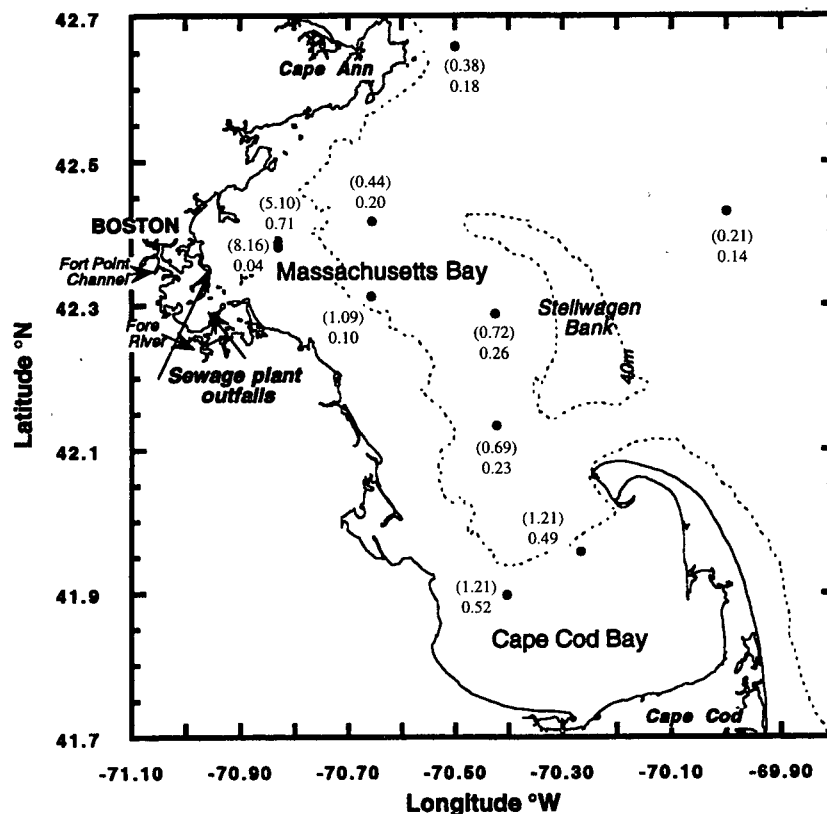 42.7
42.5
42.3
42.1
41.9
41.7
Latitude °N
-71.10
-70.90
-70.70
-70.50
-70.30
-70.10
-69.90
Longitude °W
Cape Ann
(0.38)
0.18
(0.44)
0.20
(5.10)
0.71
(8.16)
0.04
BOSTON
Fort Point
Channel
Massachusetts Bay
(0.21)
0.14
Fore
River
(1.09)
0.10
(0.72)
0.26
Stellwagen
Bank
40m
Sewage plant
outfalls
(0.69)
0.23
(1.21)
0.49
(1.21)
0.52
Cape Cod Bay
Cape Cod